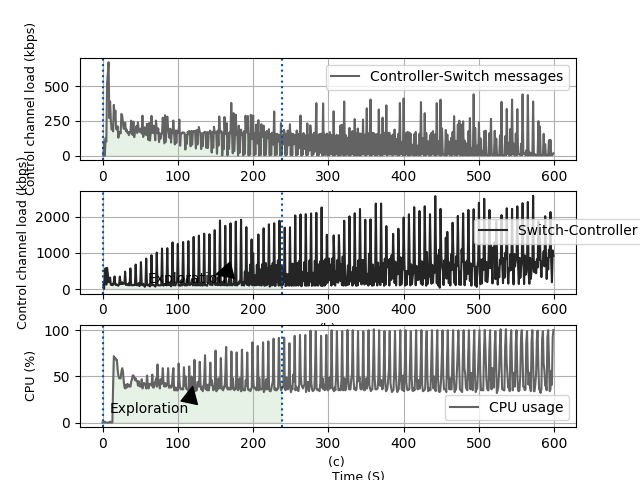 Control channel load (kbps)
500
250
0
Controller-Switch messages
0 100 200 300 400 500 600
Control channel load (kbps)
2000
1000
0
Switch-Controller
Exploration
0 100 200 300 400 500 600
CPU (%)
100
50
0
Exploration
CPU usage
0 100 200 300 400 500 600
(c)
Time (S)